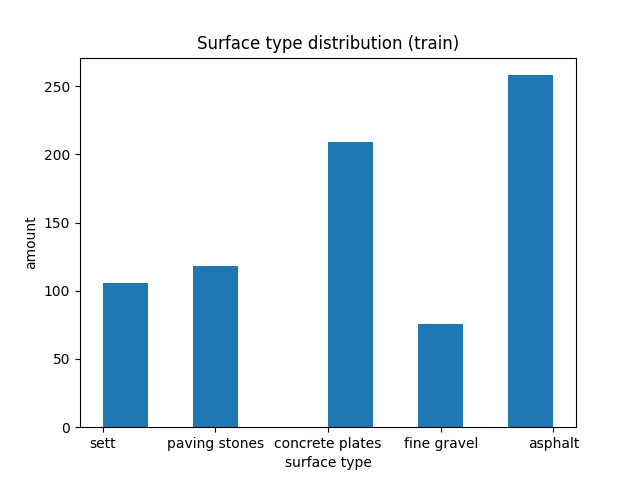 Surface type distribution (train)
250
200
150
100
50
0
amount
sett
paving stones
concrete plates
fine gravel
asphalt
surface type